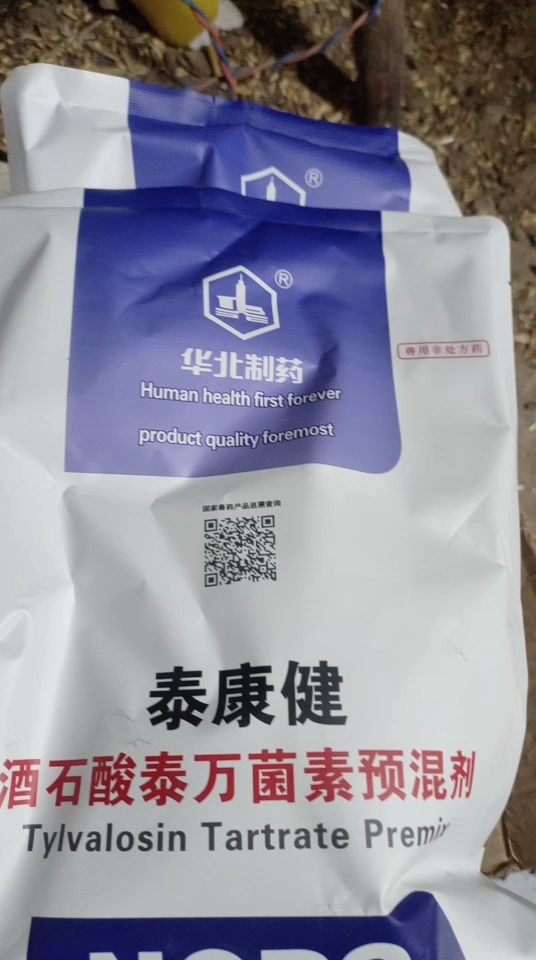 ®
®
华北制药
兽用非处方药
Human health first forever
product quality foremost
国家兽药产品追溯查询
泰康健
酒石酸泰万菌素预混剂
Tylvalosin Tartrate Premix